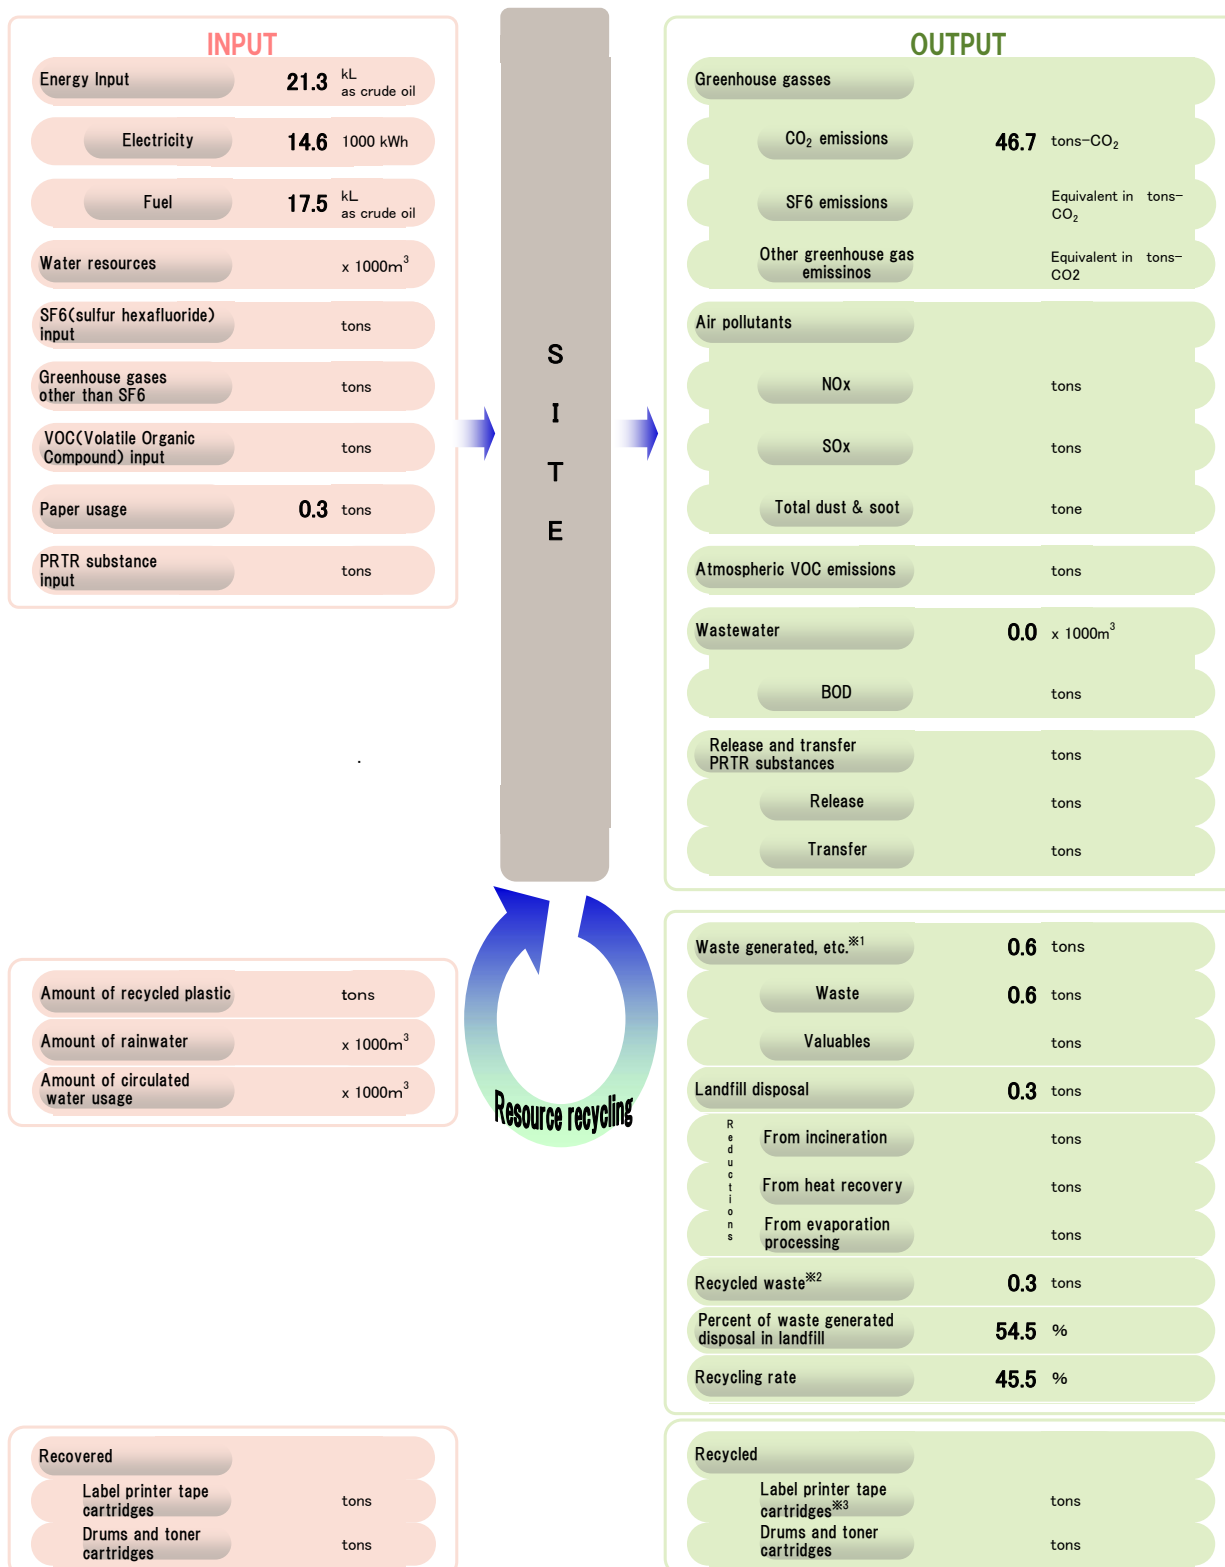 INPUT
Energy Input 21.3 kL as crude oil
Electricity 14.6 1000 kWh
Fuel 17.5 kL as crude oil
Water resources x 1000m³
SF6(sulfur hexafluoride) input tons
Greenhouse gases other than SF6 tons
VOC(Volatile Organic Compound) input tons
Paper usage 0.3 tons
PRTR substance input tons
S
I
T
E
OUTPUT
Greenhouse gasses
CO₂ emissions 46.7 tons-CO₂
SF6 emissions Equivalent in tons-CO₂
Other greenhouse gas emissinos Equivalent in tons-CO2
Air pollutants
NOx tons
SOx tons
Total dust & soot tone
Atmospheric VOC emissions tons
Wastewater 0.0 x 1000m³
BOD tons
Release and transfer PRTR substances tons
Release tons
Transfer tons
Amount of recycled plastic tons
Amount of rainwater x 1000m³
Amount of circulated water usage x 1000m³
Resource recycling
Waste generated, etc.※1 0.6 tons
Waste 0.6 tons
Valuables tons
Landfill disposal 0.3 tons
Reductions
From incineration tons
From heat recovery tons
From evaporation processing tons
Recycled waste※2 0.3 tons
Percent of waste generated disposal in landfill 54.5 %
Recycling rate 45.5 %
Recovered
Label printer tape cartridges tons
Drums and toner cartridges tons
Recycled
Label printer tape cartridges※3 tons
Drums and toner cartridges tons